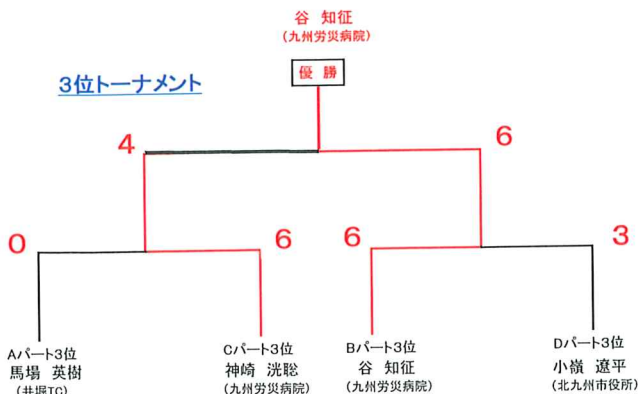 谷 知征
(九州労災病院)
優 勝
3位トーナメント
4
6
0
6
6
3
Aパート3位
馬場 英樹
(井堀TC)
Cパート3位
神崎 洸聡
(九州労災病院)
Bパート3位
谷 知征
(九州労災病院)
Dパート3位
小嶺 遼平
(北九州市役所)